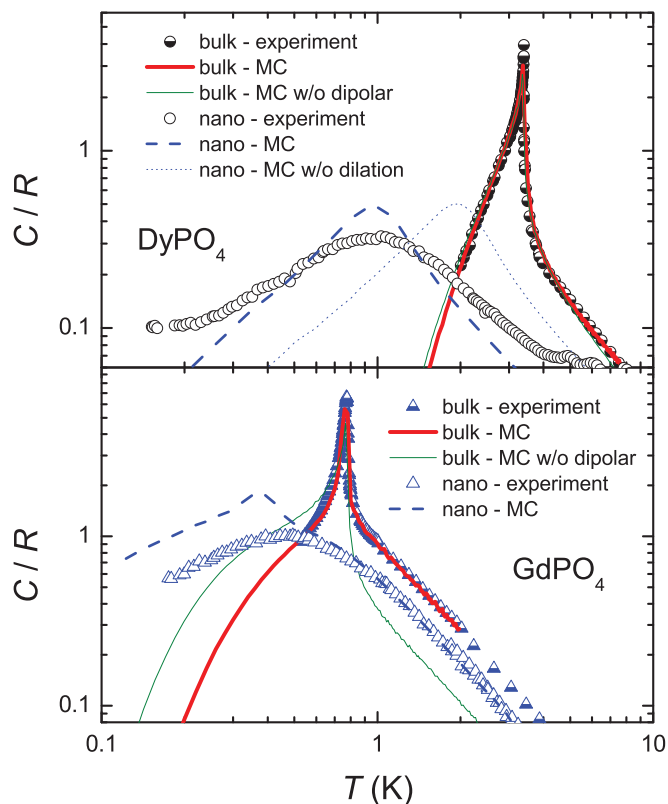 bulk - experiment
bulk - MC
bulk - MC w/o dipolar
nano - experiment
nano - MC
nano - MC w/o dilation
DyPO4
C / R
1
0.1
bulk - experiment
bulk - MC
bulk - MC w/o dipolar
nano - experiment
nano - MC
GdPO4
C / R
1
0.1
0.1 1 10
T (K)